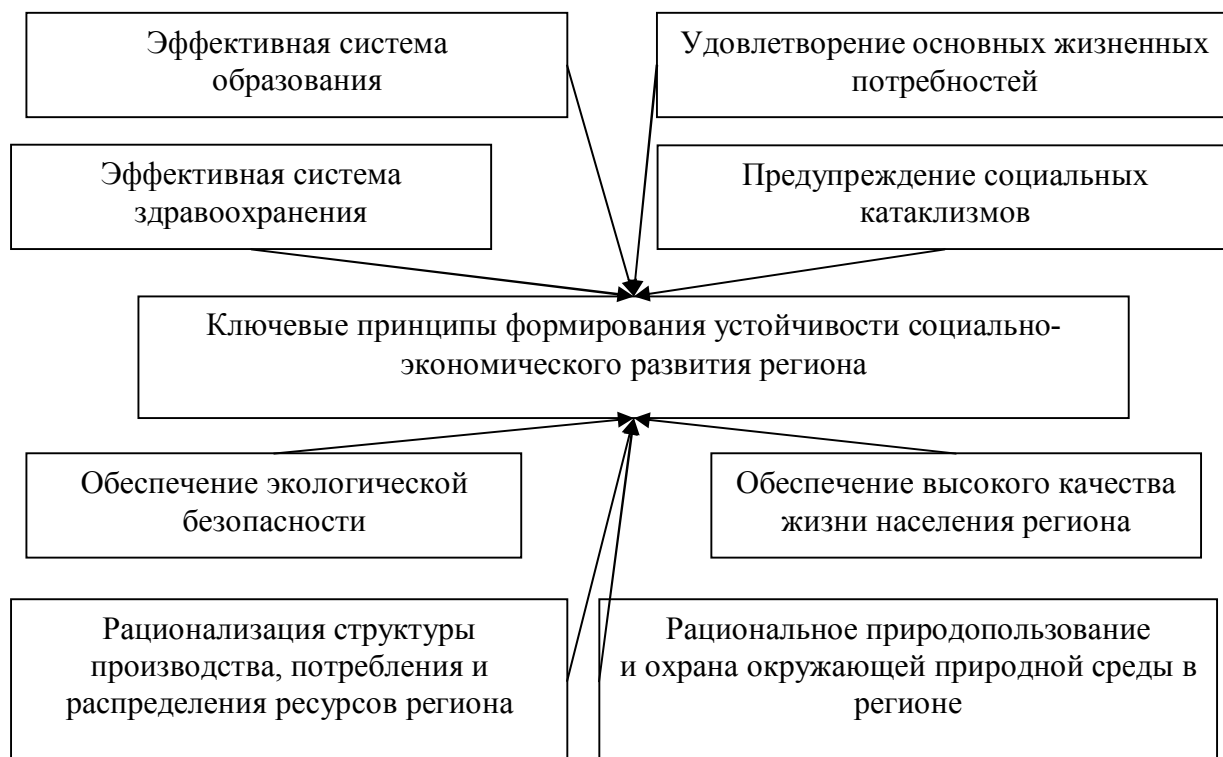 Эффективная система
образования
Удовлетворение основных жизненных
потребностей
Эффективная система
здравоохранения
Предупреждение социальных
катаклизмов
Ключевые принципы формирования устойчивости социально-
экономического развития региона
Обеспечение экологической
безопасности
Обеспечение высокого качества
жизни населения региона
Рационализация структуры
производства, потребления и
распределения ресурсов региона
Рациональное природопользование
и охрана окружающей природной среды в
регионе